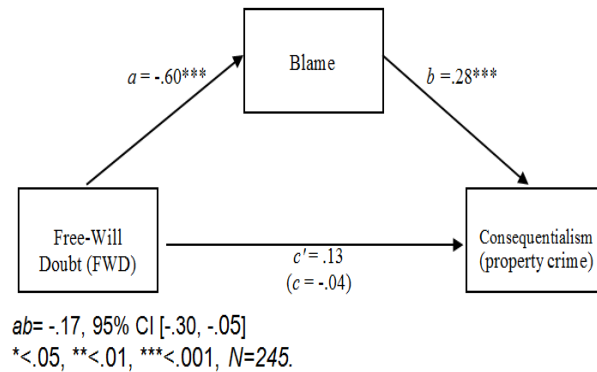 Blame
a = -.60***
b = .28***
Free-Will
Doubt (FWD)
Consequentialism
(property crime)
c' = .13
(c = -.04)
ab= -.17, 95% CI [-.30, -.05]
*<.05, **<.01, ***<.001, N=245.